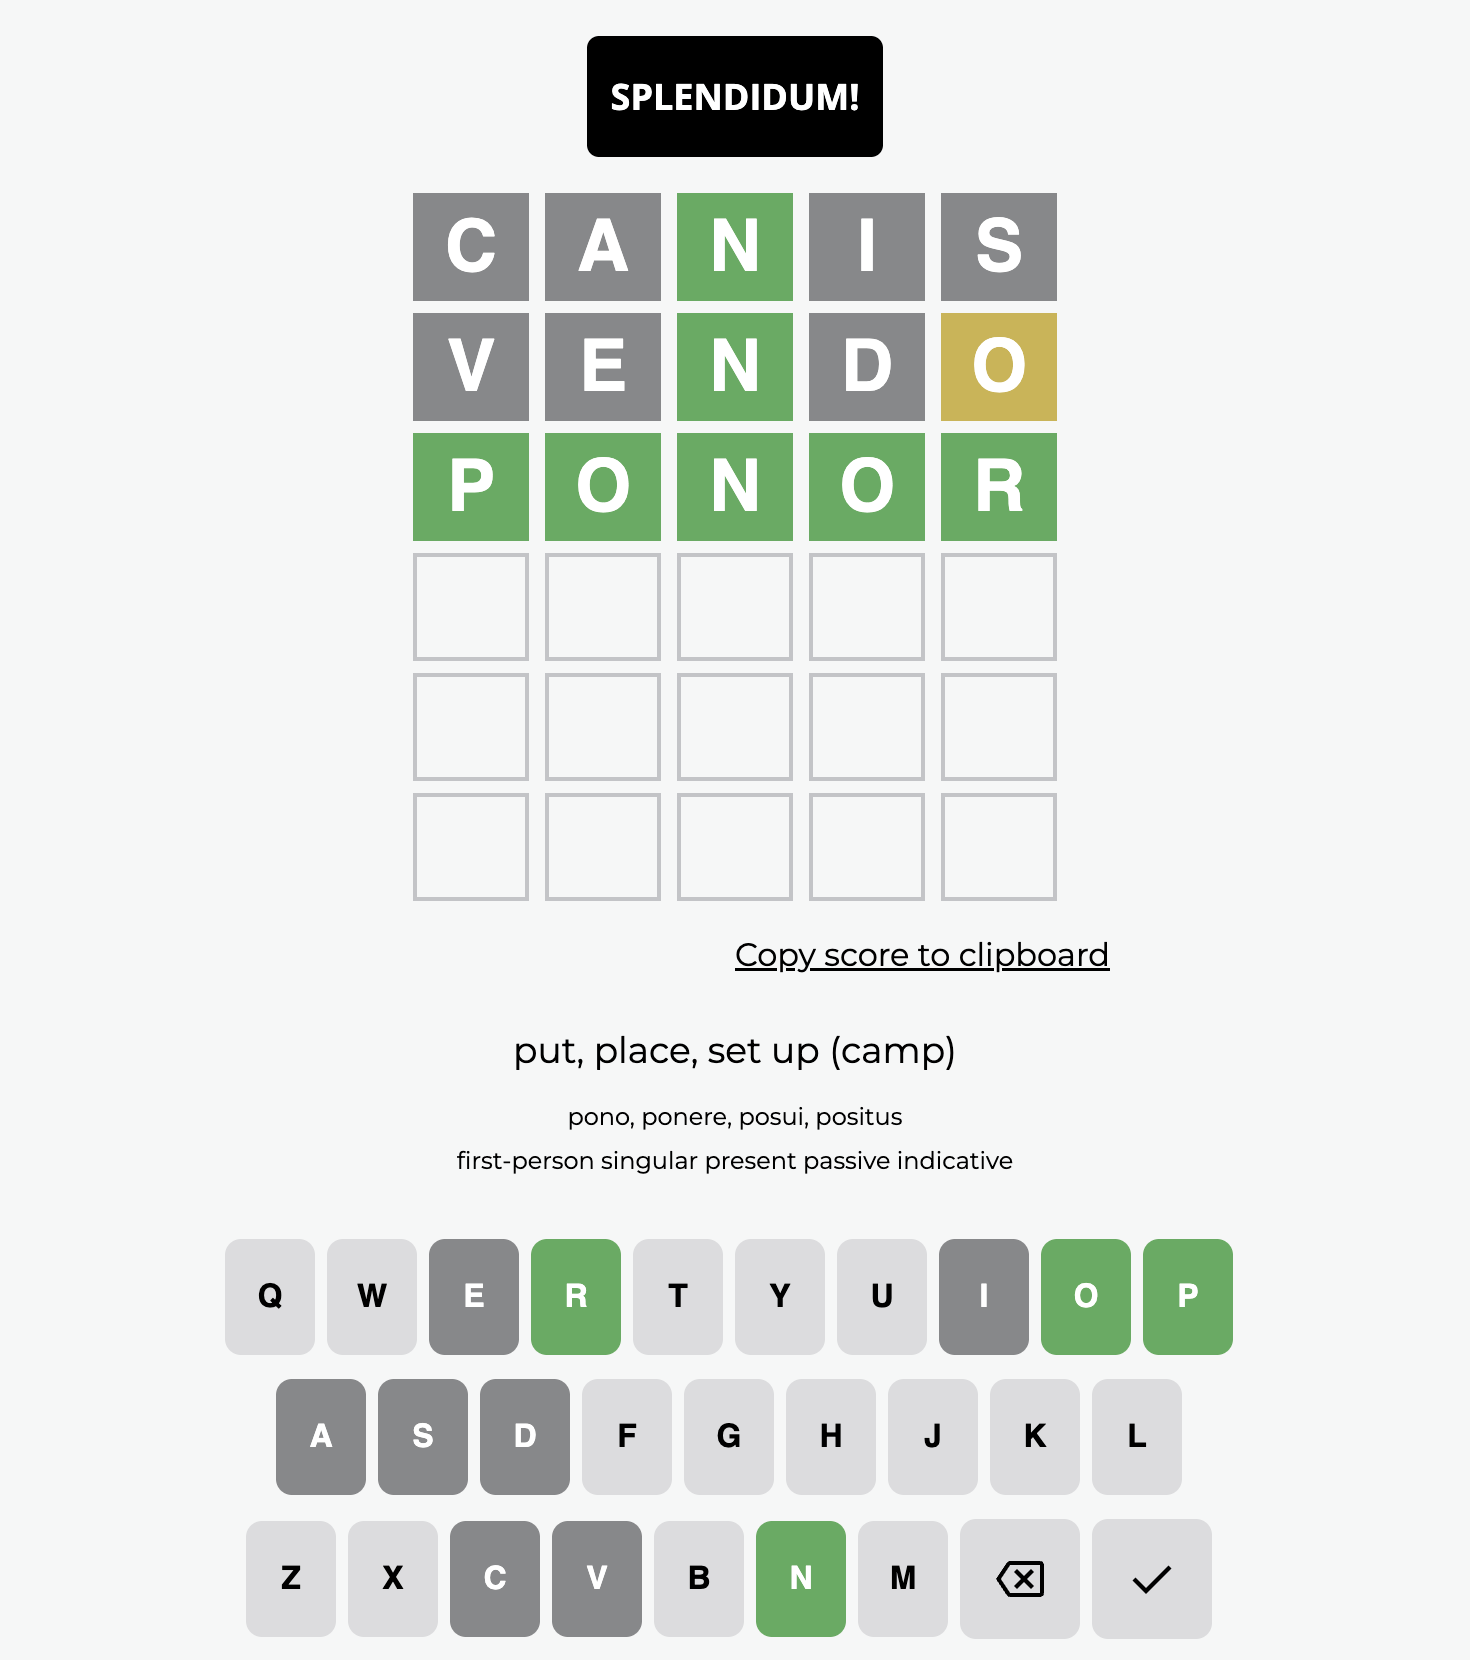 SPLENDIDUM!
C A N I S
V E N D O
P O N O R
Copy score to clipboard
put, place, set up (camp)
pono, ponere, posui, positus
first-person singular present passive indicative
Q W E R T Y U I O P
A S D F G H J K L
Z X C V B N M